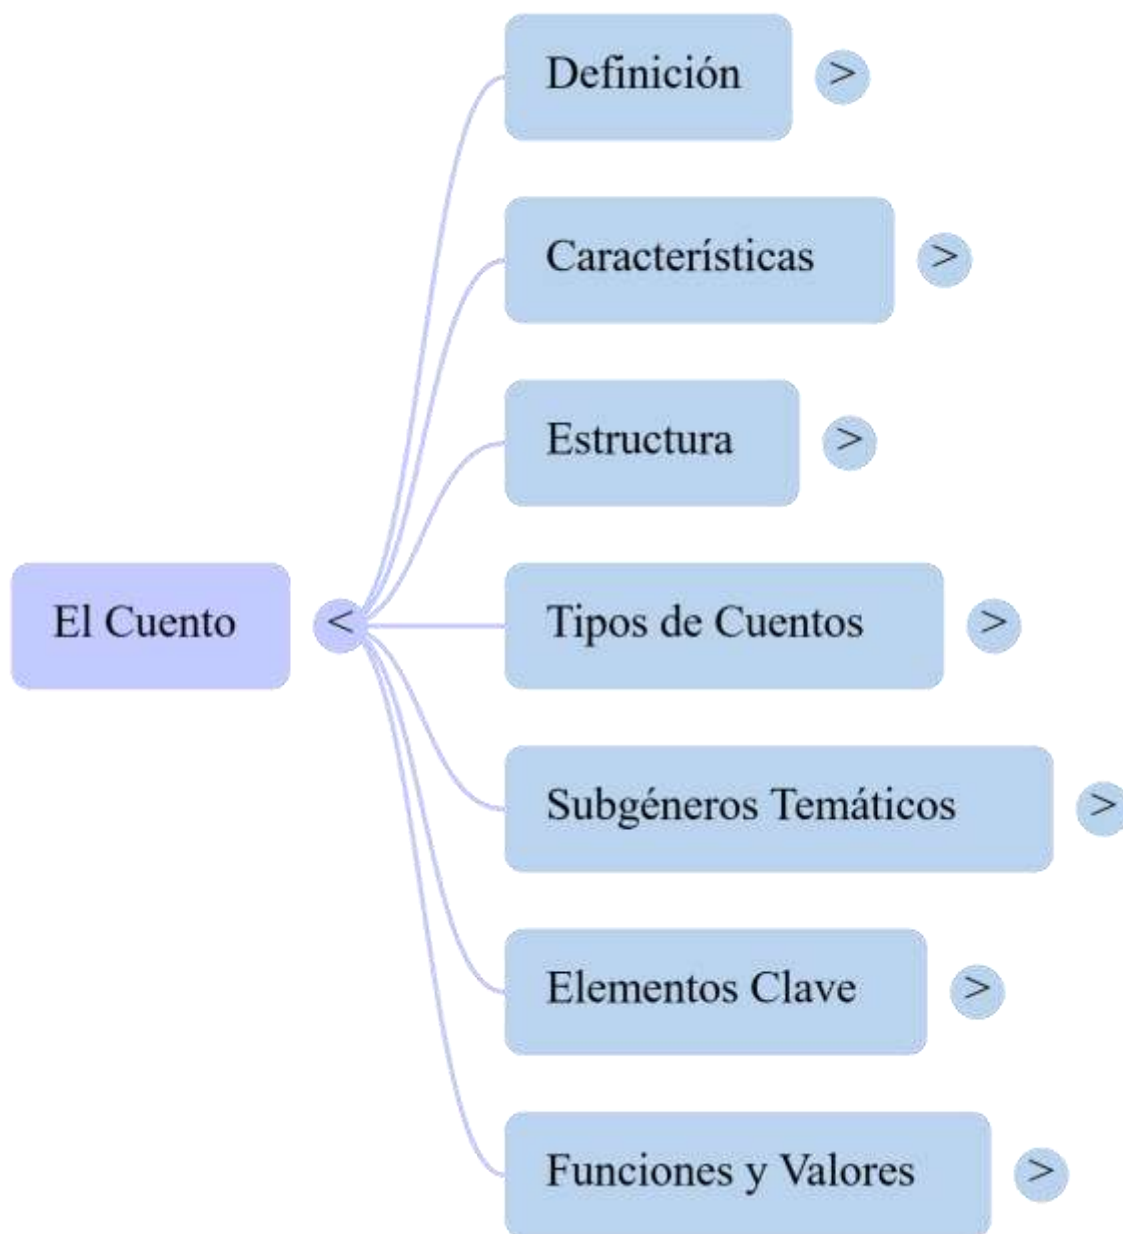 Definición >
Características >
Estructura >
El Cuento <
Tipos de Cuentos >
Subgéneros Temáticos >
Elementos Clave >
Funciones y Valores >